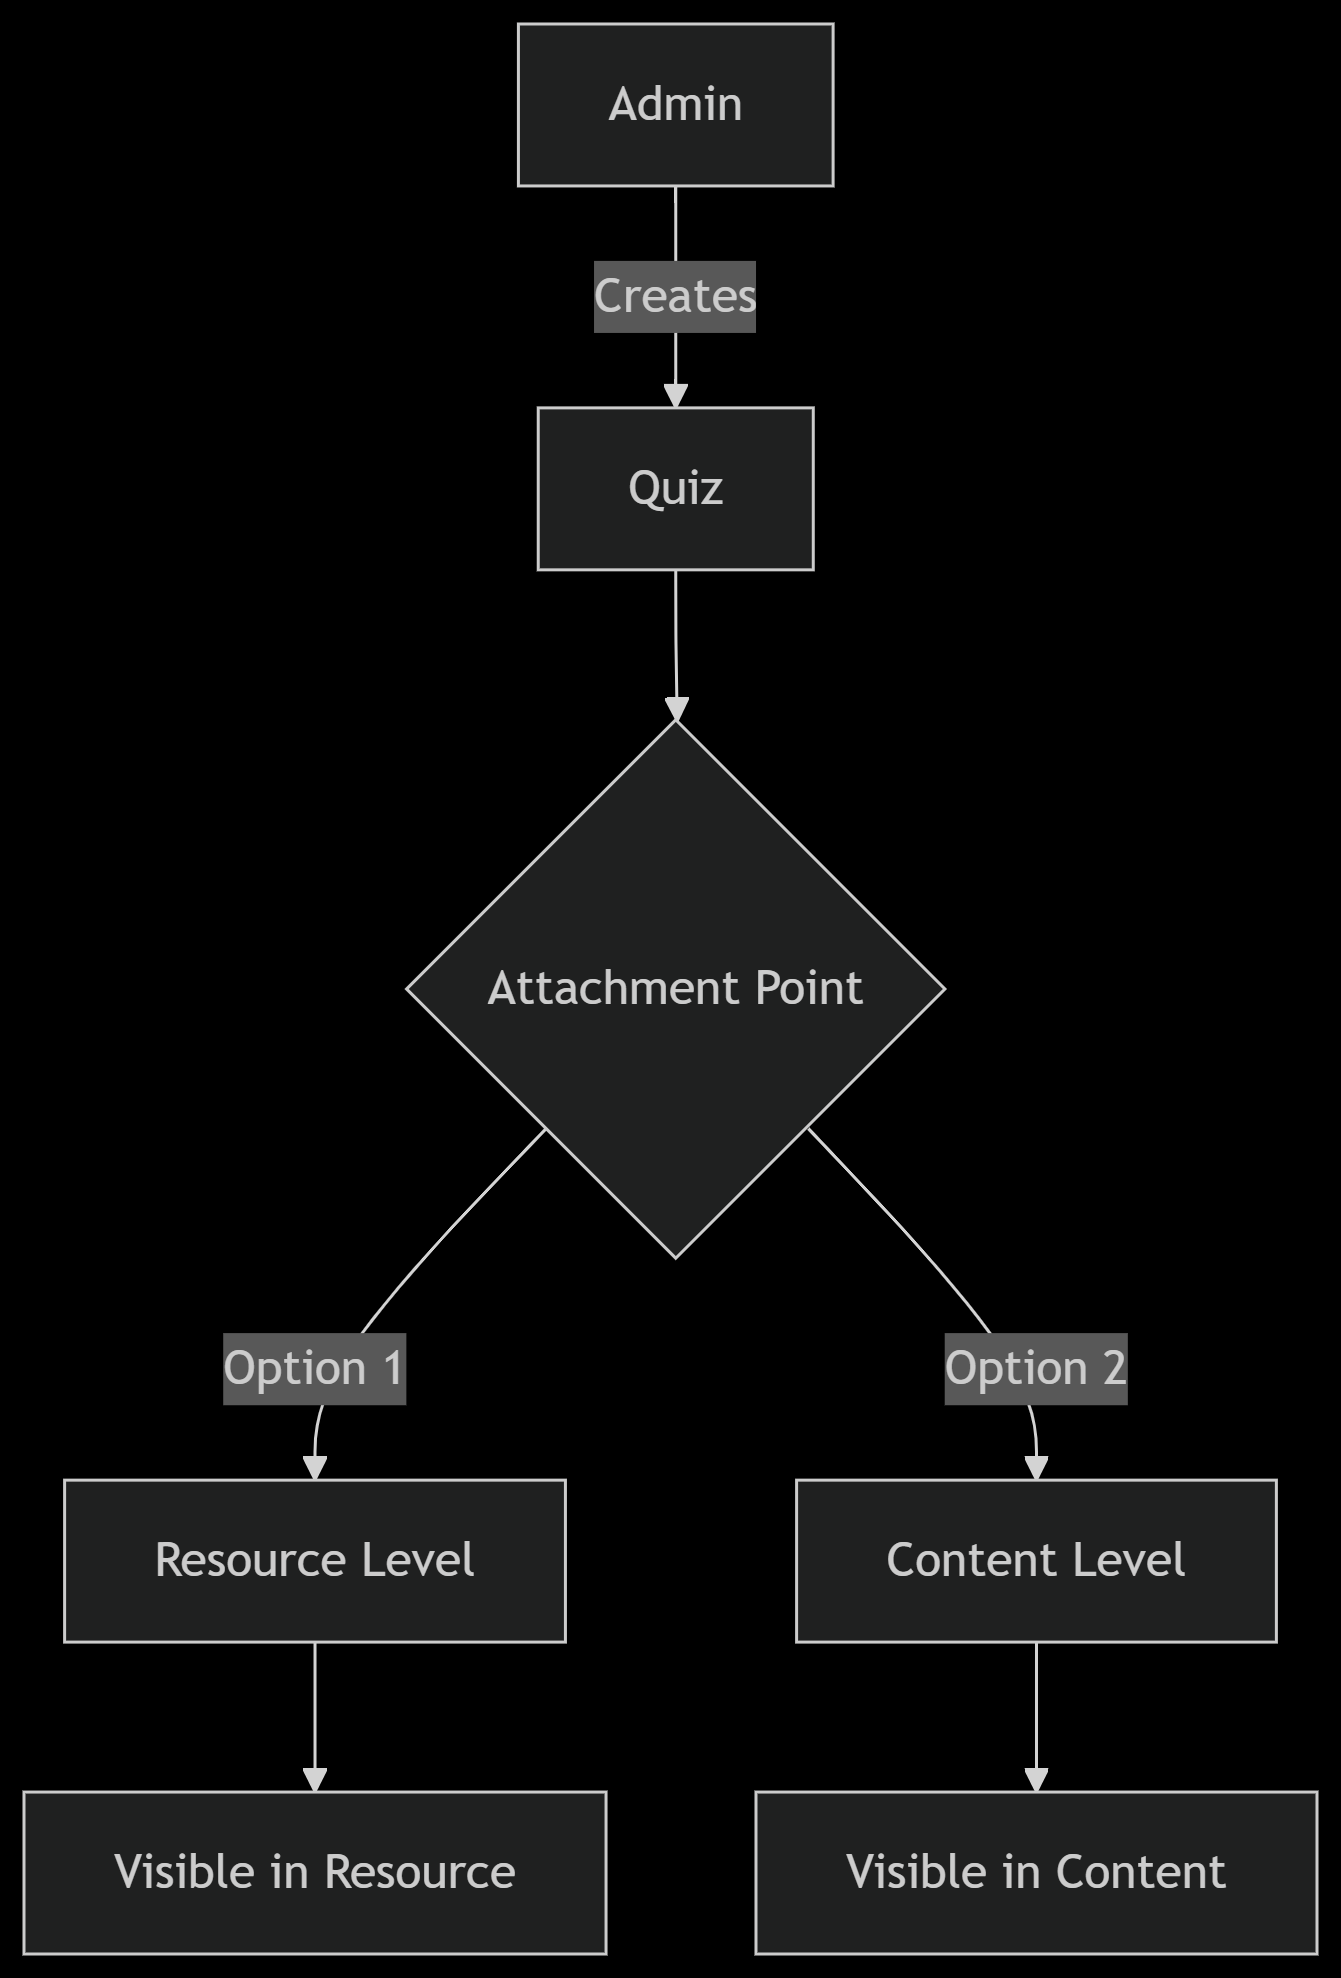 Admin
Creates
Quiz
Attachment Point
Option 1
Option 2
Resource Level
Content Level
Visible in Resource
Visible in Content